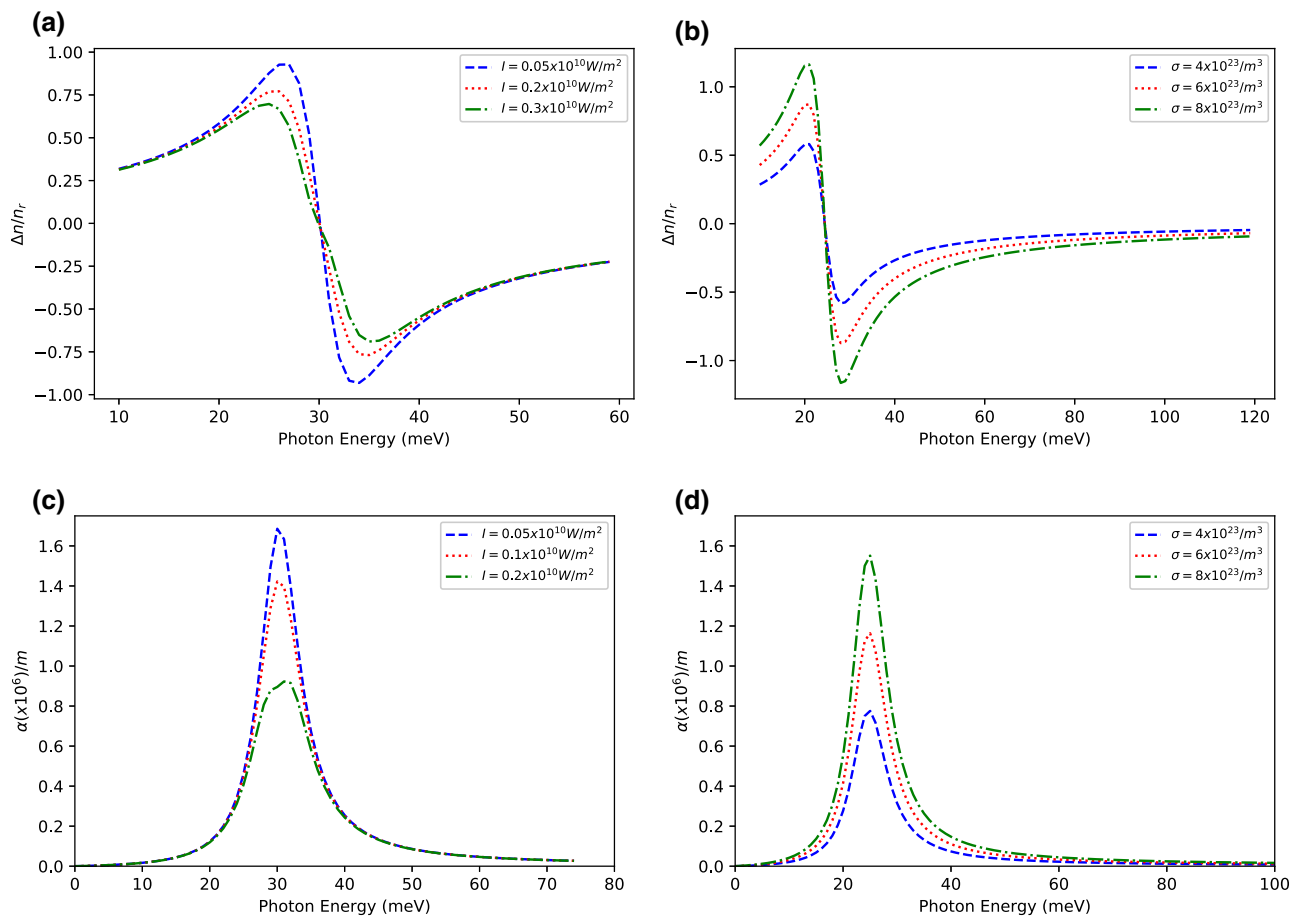 (a)
1.00
0.75
0.50
0.25
0.00
−0.25
−0.50
−0.75
−1.00
Δn/n_r
I = 0.05x10^{10}W/m^2
I = 0.2x10^{10}W/m^2
I = 0.3x10^{10}W/m^2
10 20 30 40 50 60
Photon Energy (meV)
(b)
1.0
0.5
0.0
−0.5
−1.0
Δn/n_r
σ = 4x10^{23}/m^3
σ = 6x10^{23}/m^3
σ = 8x10^{23}/m^3
20 40 60 80 100 120
Photon Energy (meV)
(c)
1.6
1.4
1.2
1.0
0.8
0.6
0.4
0.2
0.0
α(x10^6)/m
I = 0.05x10^{10}W/m^2
I = 0.1x10^{10}W/m^2
I = 0.2x10^{10}W/m^2
0 10 20 30 40 50 60 70 80
Photon Energy (meV)
(d)
1.6
1.4
1.2
1.0
0.8
0.6
0.4
0.2
0.0
α(x10^6)/m
σ = 4x10^{23}/m^3
σ = 6x10^{23}/m^3
σ = 8x10^{23}/m^3
0 20 40 60 80 100
Photon Energy (meV)